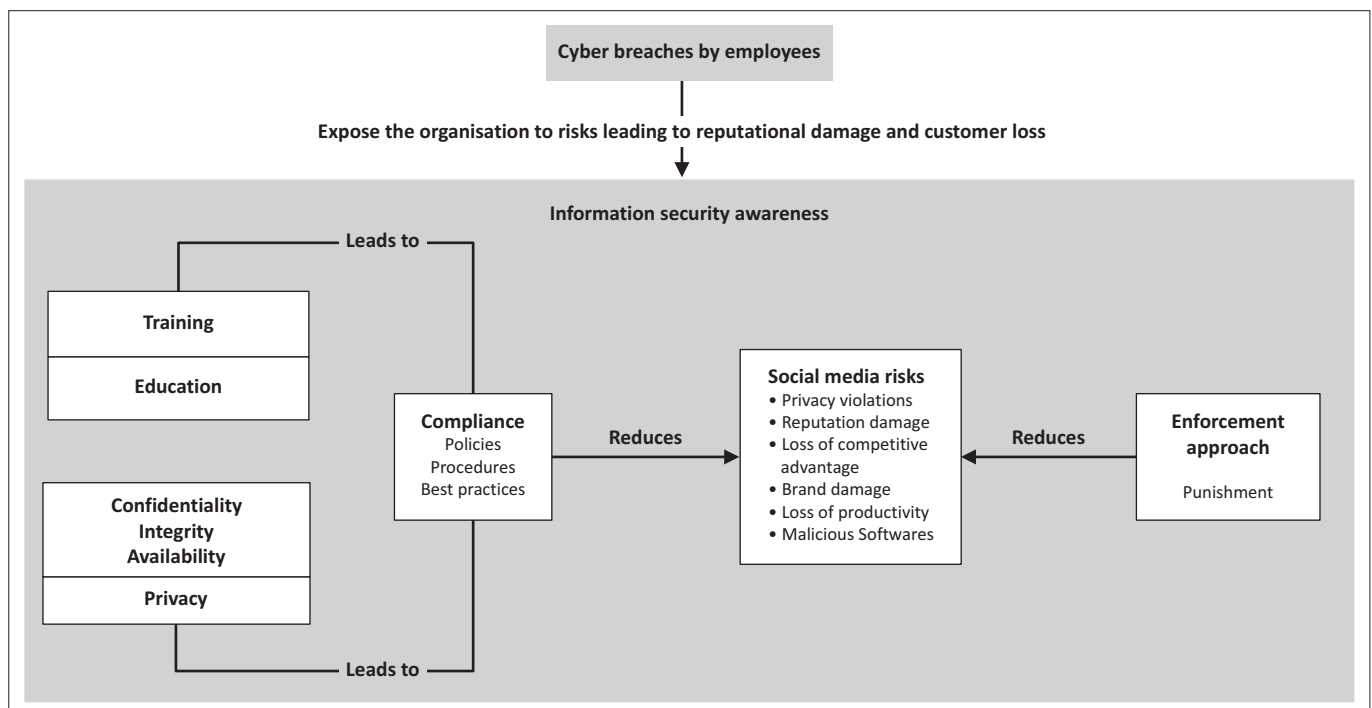 Cyber breaches by employees
Expose the organisation to risks leading to reputational damage and customer loss
Information security awareness
Leads to
Training
Education
Confidentiality
Integrity
Availability
Privacy
Leads to
Compliance
Policies
Procedures
Best practices
Reduces
Social media risks
• Privacy violations
• Reputation damage
• Loss of competitive
advantage
• Brand damage
• Loss of productivity
• Malicious Softwares
Reduces
Enforcement
approach
Punishment